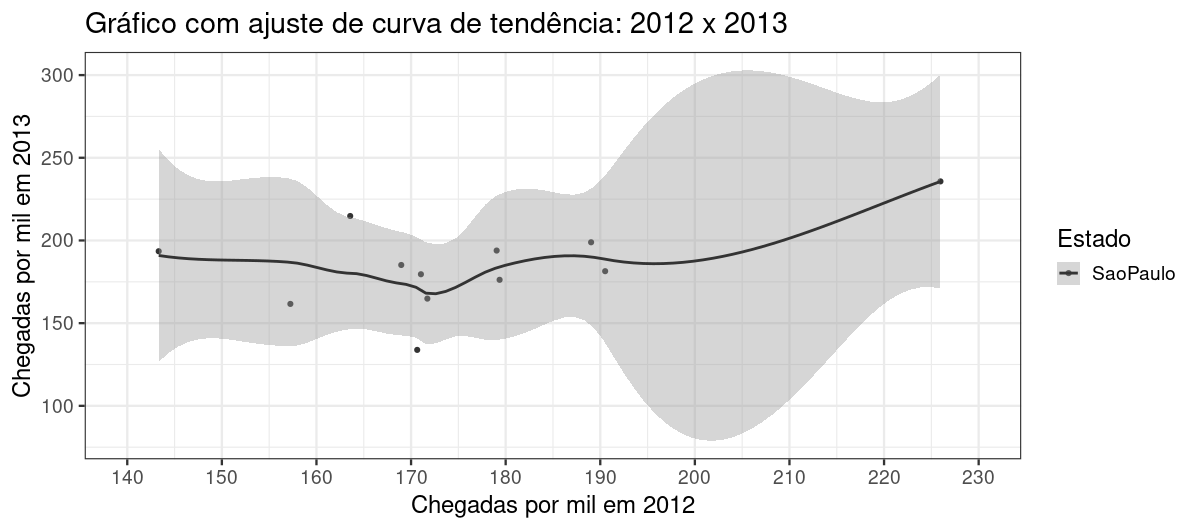 Gráfico com ajuste de curva de tendência: 2012 x 2013
Chegadas por mil em 2013
300
250
200
150
100
140 150 160 170 180 190 200 210 220 230
Chegadas por mil em 2012
Estado
SaoPaulo